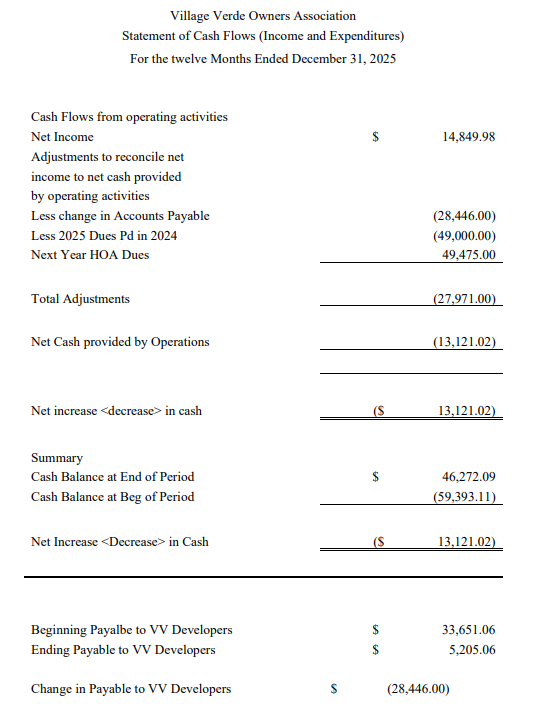 Village Verde Owners Association
Statement of Cash Flows (Income and Expenditures)
For the twelve Months Ended December 31, 2025
Cash Flows from operating activities
Net Income $ 14,849.98
Adjustments to reconcile net
income to net cash provided
by operating activities
Less change in Accounts Payable (28,446.00)
Less 2025 Dues Pd in 2024 (49,000.00)
Next Year HOA Dues 49,475.00
Total Adjustments (27,971.00)
Net Cash provided by Operations (13,121.02)
Net increase <decrease> in cash ($ 13,121.02)
Summary
Cash Balance at End of Period $ 46,272.09
Cash Balance at Beg of Period (59,393.11)
Net Increase <Decrease> in Cash ($ 13,121.02)
Beginning Payalbe to VV Developers $ 33,651.06
Ending Payable to VV Developers $ 5,205.06
Change in Payable to VV Developers $ (28,446.00)